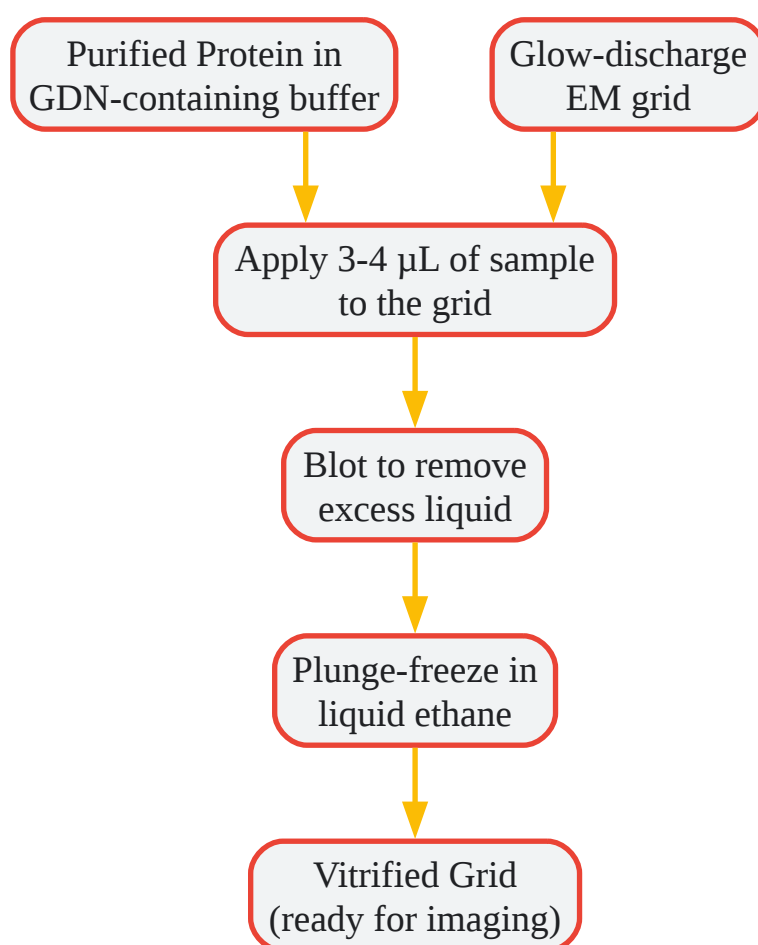 Purified Protein in
GDN-containing buffer
Glow-discharge
EM grid
Apply 3-4 µL of sample
to the grid
Blot to remove
excess liquid
Plunge-freeze in
liquid ethane
Vitrified Grid
(ready for imaging)